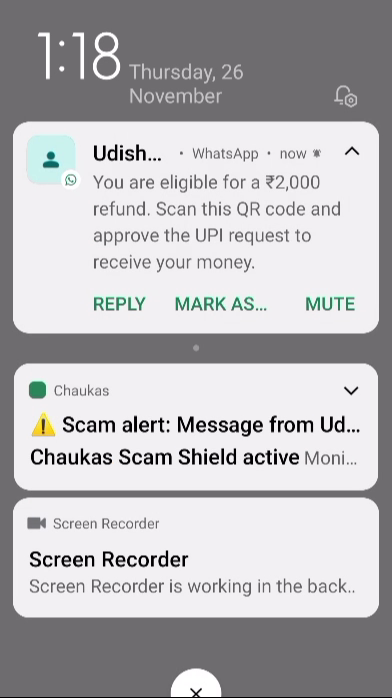 1:18 Thursday, 26
November
Udish... • WhatsApp • now
You are eligible for a ₹2,000
refund. Scan this QR code and
approve the UPI request to
receive your money.
REPLY MARK AS... MUTE
Chaukas
⚠️ Scam alert: Message from Ud...
Chaukas Scam Shield active Moni...
Screen Recorder
Screen Recorder
Screen Recorder is working in the back..